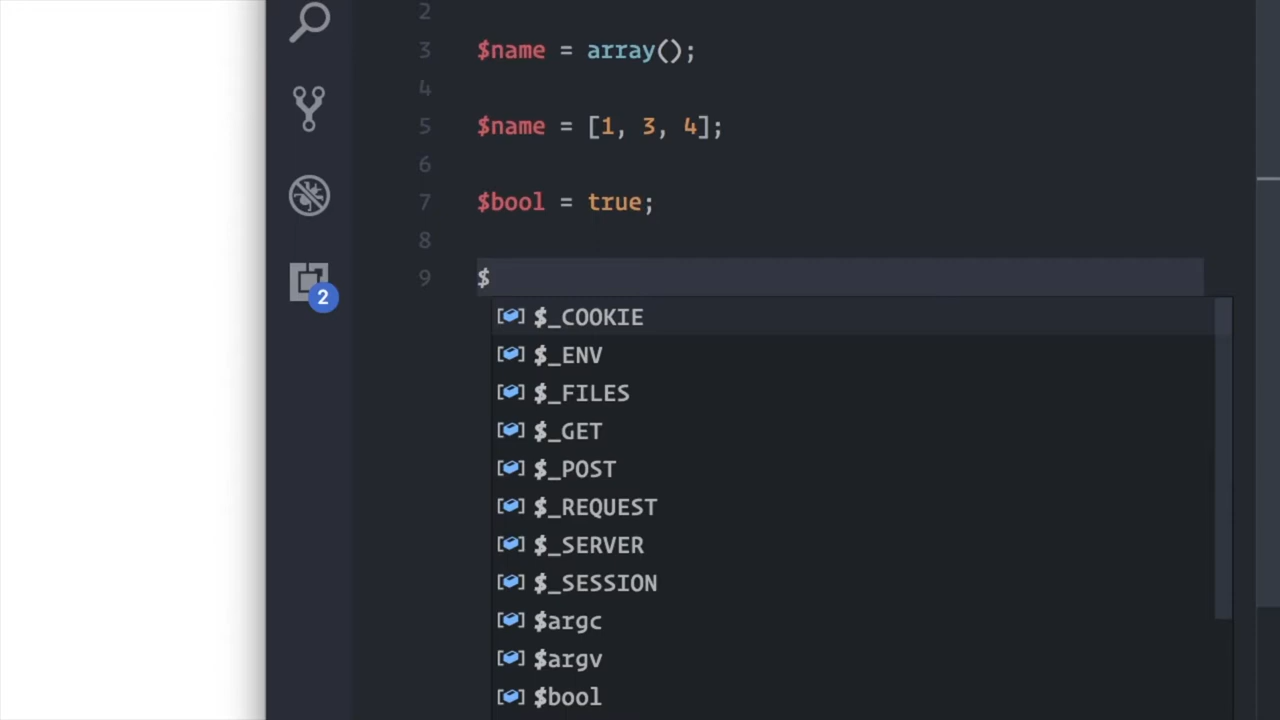 2
3 $name = array();
4
5 $name = [1, 3, 4];
6
7 $bool = true;
8
9 $
$_COOKIE
$_ENV
$_FILES
$_GET
$_POST
$_REQUEST
$_SERVER
$_SESSION
$argc
$argv
$bool
2